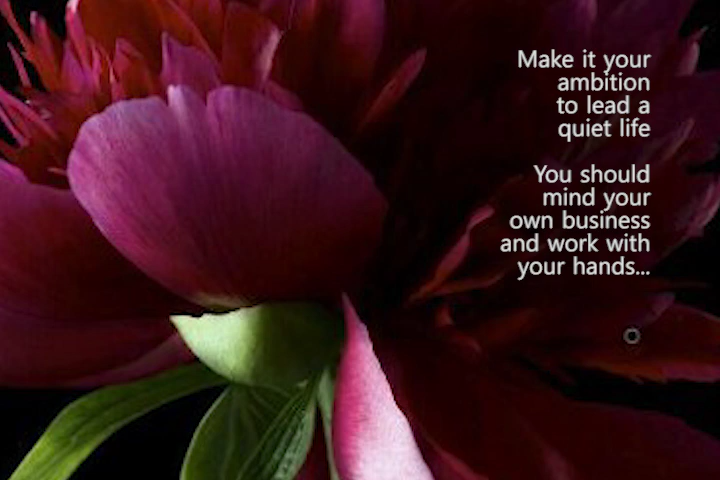 Make it your
ambition
to lead a
quiet life
You should
mind your
own business
and work with
your hands...